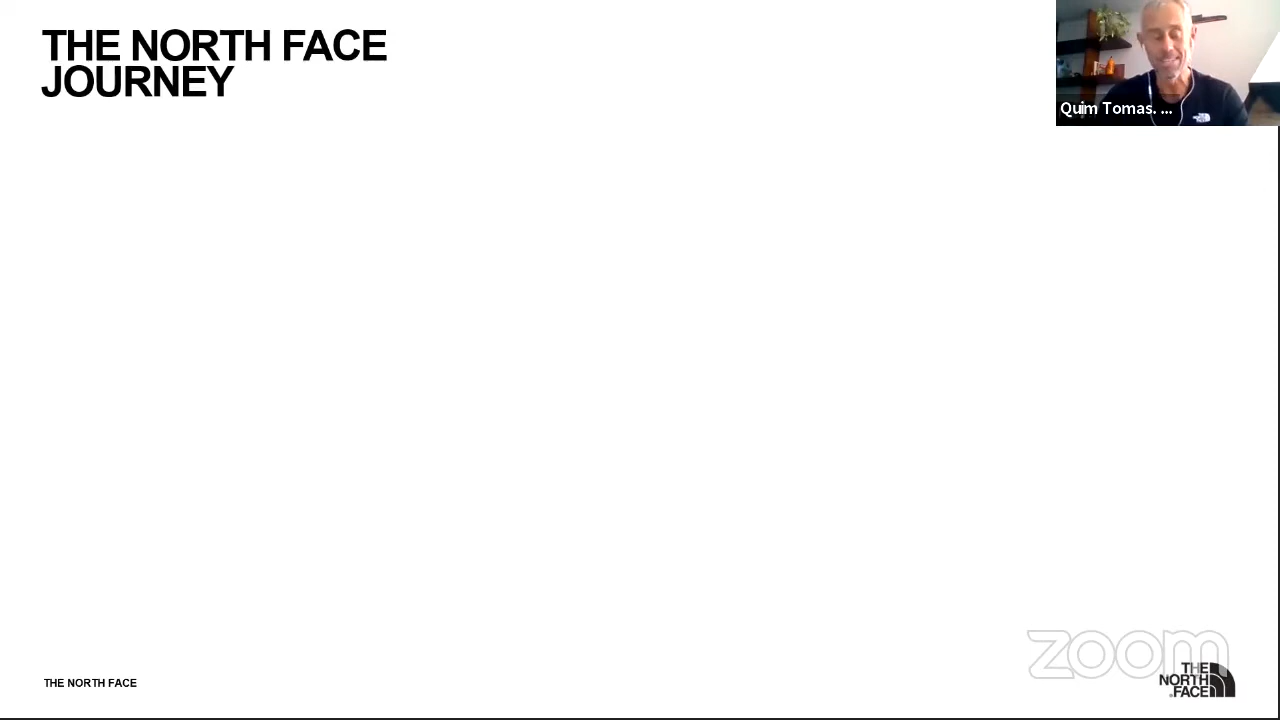 THE NORTH FACE
JOURNEY
Quim Tomas. ...
zoom
THE NORTH FACE
THE
NORTH
FACE